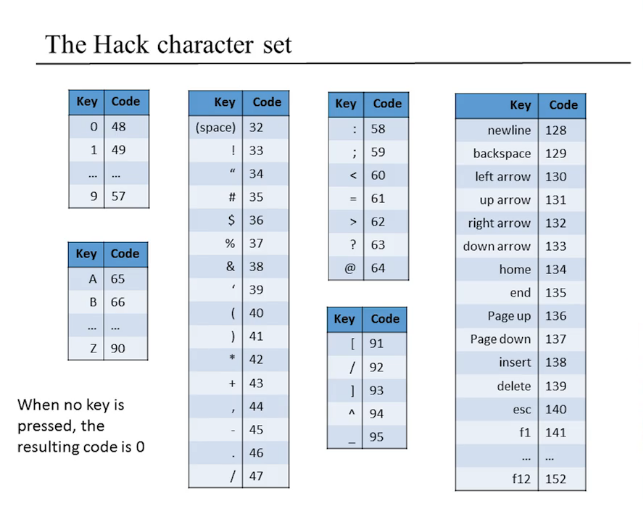 The Hack character set
Key Code
0 48
1 49
... ...
9 57
Key Code
A 65
B 66
... ...
Z 90
When no key is
pressed, the
resulting code is 0
Key Code
(space) 32
! 33
“ 34
# 35
$ 36
% 37
& 38
‘ 39
( 40
) 41
* 42
+ 43
, 44
- 45
. 46
/ 47
Key Code
: 58
; 59
< 60
= 61
> 62
? 63
@ 64
Key Code
[ 91
/ 92
] 93
^ 94
_ 95
Key Code
newline 128
backspace 129
left arrow 130
up arrow 131
right arrow 132
down arrow 133
home 134
end 135
Page up 136
Page down 137
insert 138
delete 139
esc 140
f1 141
... ...
f12 152